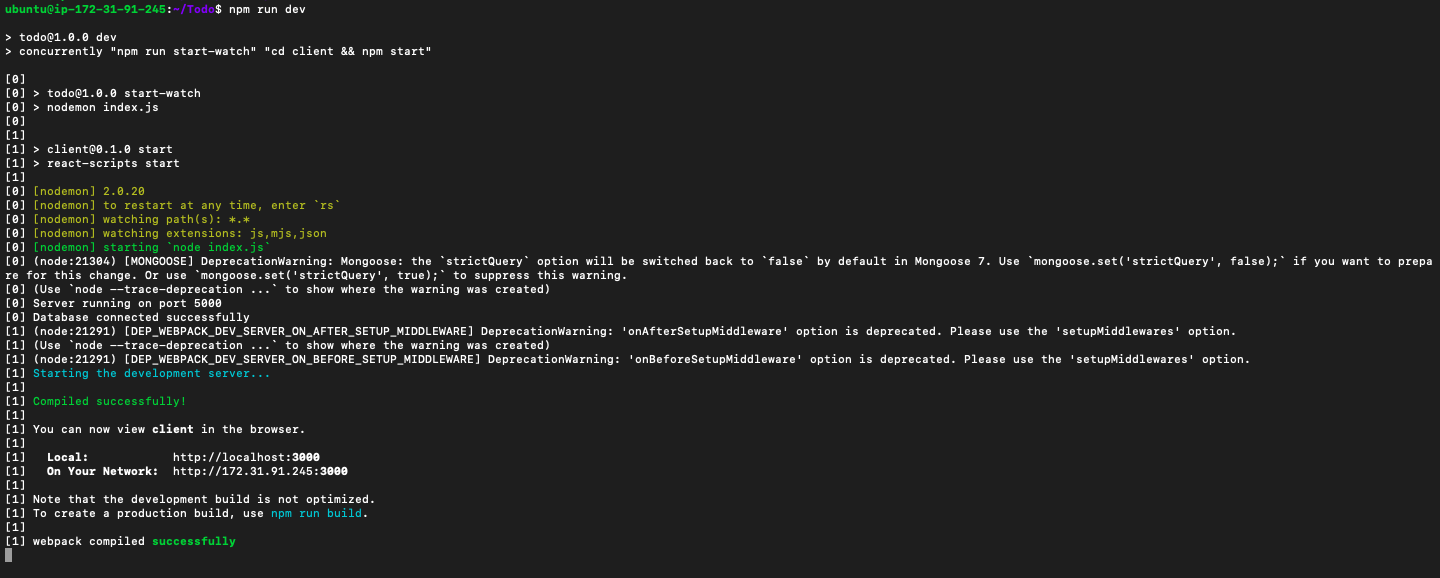 ubuntu@ip-172-31-91-245:~/Todo$ npm run dev
> todo@1.0.0 dev
> concurrently "npm run start-watch" "cd client && npm start"
[0]
[0] > todo@1.0.0 start-watch
[0] > nodemon index.js
[0]
[1]
[1] > client@0.1.0 start
[1] > react-scripts start
[1]
[0] [nodemon] 2.0.20
[0] [nodemon] to restart at any time, enter `rs`
[0] [nodemon] watching path(s): *.*
[0] [nodemon] watching extensions: js,mjs,json
[0] [nodemon] starting `node index.js`
[0] (node:21304) [MONGOOSE] DeprecationWarning: Mongoose: the `strictQuery` option will be switched back to `false` by default in Mongoose 7. Use `mongoose.set('strictQuery', false);` if you want to prepa
re for this change. Or use `mongoose.set('strictQuery', true);` to suppress this warning.
[0] (Use `node --trace-deprecation ...` to show where the warning was created)
[0] Server running on port 5000
[0] Database connected successfully
[1] (node:21291) [DEP_WEBPACK_DEV_SERVER_ON_AFTER_SETUP_MIDDLEWARE] DeprecationWarning: 'onAfterSetupMiddleware' option is deprecated. Please use the 'setupMiddlewares' option.
[1] (Use `node --trace-deprecation ...` to show where the warning was created)
[1] (node:21291) [DEP_WEBPACK_DEV_SERVER_ON_BEFORE_SETUP_MIDDLEWARE] DeprecationWarning: 'onBeforeSetupMiddleware' option is deprecated. Please use the 'setupMiddlewares' option.
[1] Starting the development server...
[1]
[1] Compiled successfully!
[1]
[1] You can now view client in the browser.
[1]
[1]   Local:            http://localhost:3000
[1]   On Your Network:  http://172.31.91.245:3000
[1]
[1] Note that the development build is not optimized.
[1] To create a production build, use npm run build.
[1]
[1] webpack compiled successfully